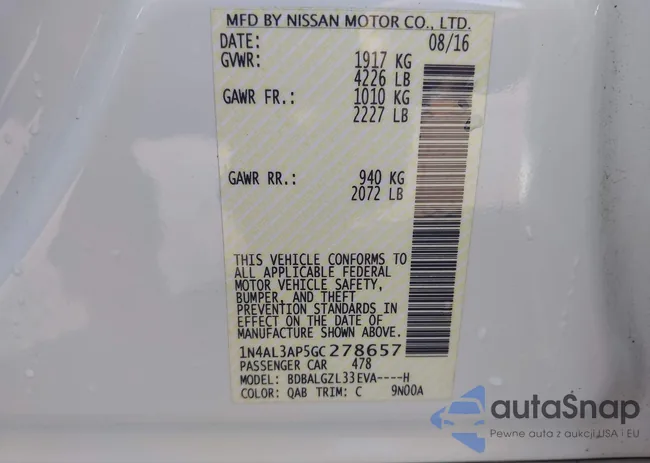 MFD BY NISSAN MOTOR CO., LTD.
DATE: 08/16
GVWR: 1917 KG
4226 LB
GAWR FR.: 1010 KG
2227 LB
GAWR RR.: 940 KG
2072 LB
THIS VEHICLE CONFORMS TO
ALL APPLICABLE FEDERAL
MOTOR VEHICLE SAFETY,
BUMPER, AND THEFT
PREVENTION STANDARDS IN
EFFECT ON THE DATE OF
MANUFACTURE SHOWN ABOVE.
1N4AL3AP5GC278657
PASSENGER CAR 478
MODEL: BDBALGZL33EVA----H
COLOR: QAB TRIM: C 9N00A
autaSnap
Pewne auta z aukcji USA i EU